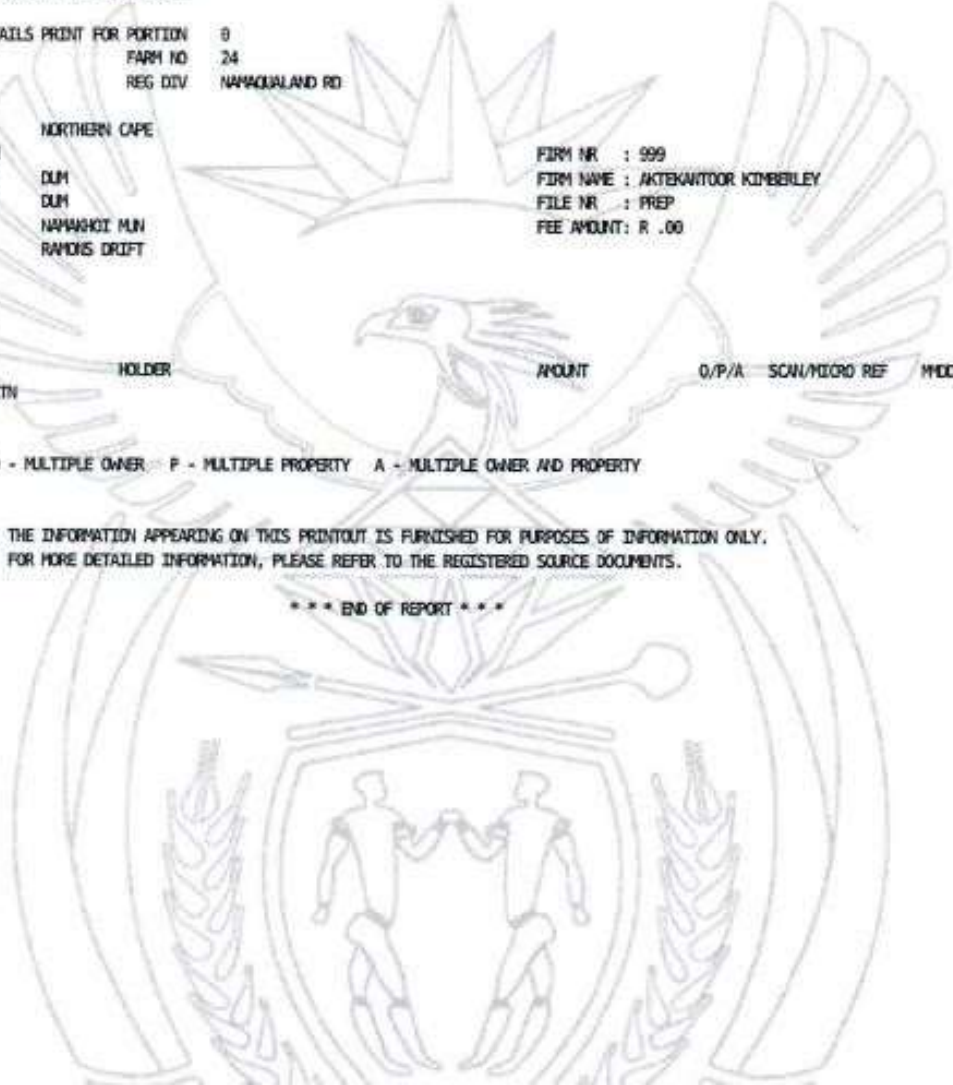 AILS PRINT FOR PORTION 0
FARM NO 24
REG DIV NAMAQUALAND RD
NORTHERN CAPE
FIRM NR : 999
DUM FIRM NAME : AKTEKANTOOR KIMBERLEY
DUM FILE NR : PREP
NAMAKHOI MUN FEE AMOUNT: R .00
RAMONS DRIFT
HOLDER AMOUNT O/P/A SCAN/MICRO REF MMDD
TN
- MULTIPLE OWNER P - MULTIPLE PROPERTY A - MULTIPLE OWNER AND PROPERTY
THE INFORMATION APPEARING ON THIS PRINTOUT IS FURNISHED FOR PURPOSES OF INFORMATION ONLY.
FOR MORE DETAILED INFORMATION, PLEASE REFER TO THE REGISTERED SOURCE DOCUMENTS.
* * * END OF REPORT * * *